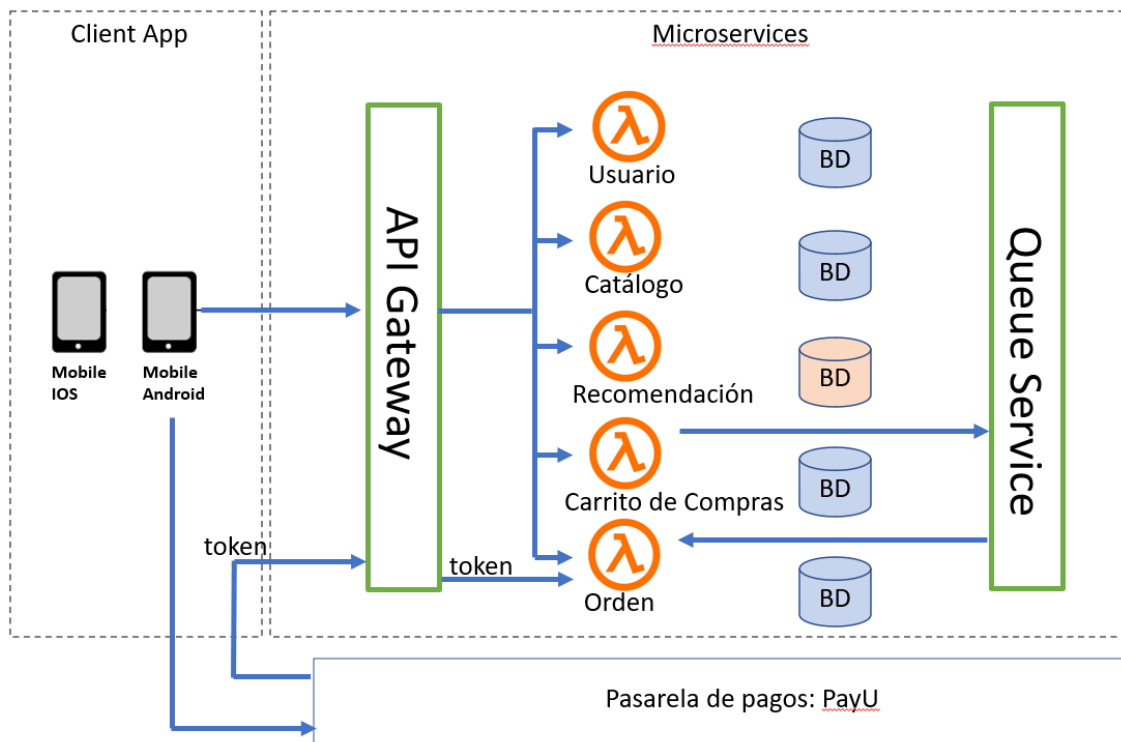 Client App
Microservices
API Gateway
Queue Service
λ
Usuario
BD
λ
Catálogo
BD
Mobile
IOS
Mobile
Android
λ
Recomendación
BD
λ
Carrito de Compras
BD
token
token
λ
Orden
BD
Pasarela de pagos: PayU